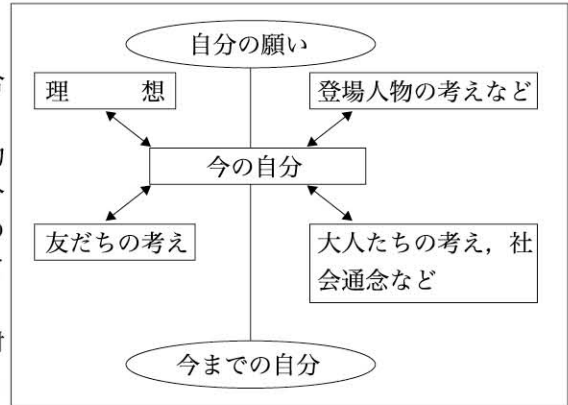 自分の願い
理　想
登場人物の考えなど
今の自分
友だちの考え
大人たちの考え，社
会通念など
今までの自分